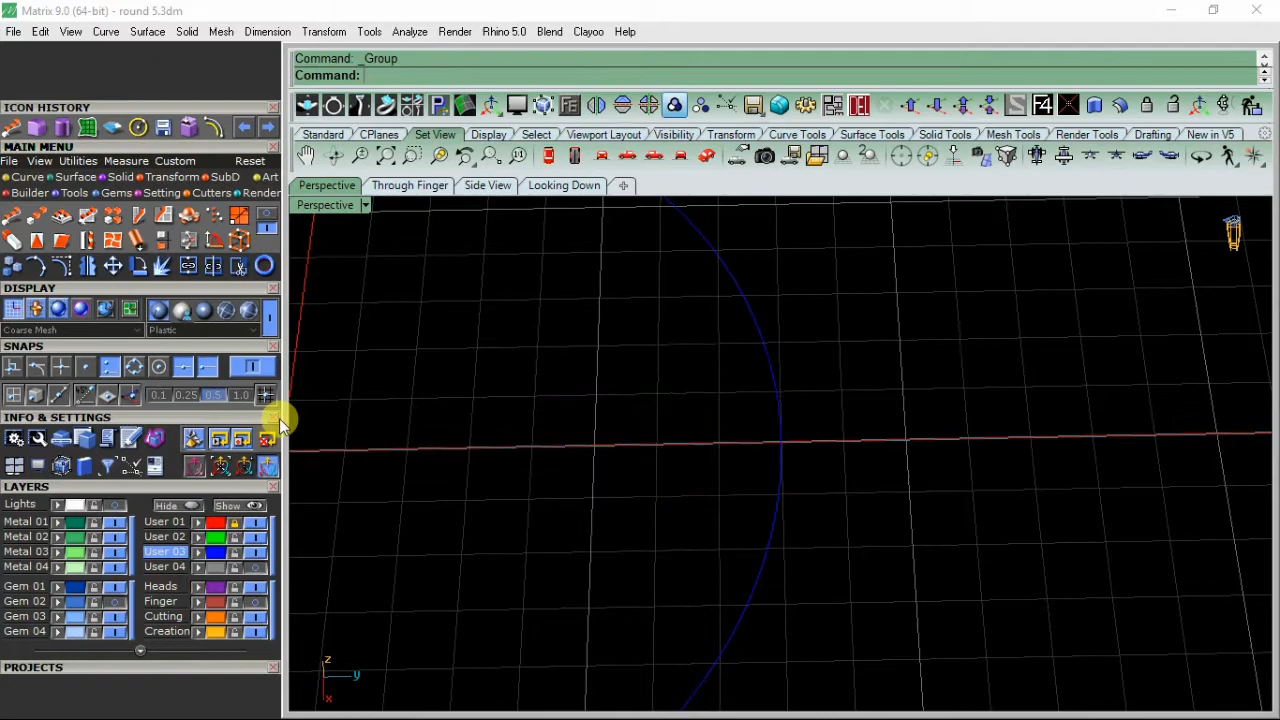 Matrix 9.0 (64-bit) - round 5.3dm
File Edit View Curve Surface Solid Mesh Dimension Transform Tools Analyze Render Rhino 5.0 Blend Clayoo Help
Command: _Group
Command:
ICON HISTORY
MAIN MENU
File View Utilities Measure Custom Reset
Curve Surface Solid Transform SubD Art
Builder Tools Gems Setting Cutters Render
DISPLAY
Coarse Mesh Plastic
SNAPS
0.1 0.25 0.5 1.0
INFO & SETTINGS
LAYERS
Lights Hide Show
Metal 01 User 01
Metal 02 User 02
Metal 03 User 03
Metal 04 User 04
Gem 01 Heads
Gem 02 Finger
Gem 03 Cutting
Gem 04 Creation
PROJECTS
F4
Standard CPlanes Set View Display Select Viewport Layout Visibility Transform Curve Tools Surface Tools Solid Tools Mesh Tools Render Tools Drafting New in V5
Perspective Through Finger Side View Looking Down
Perspective
z
y
x